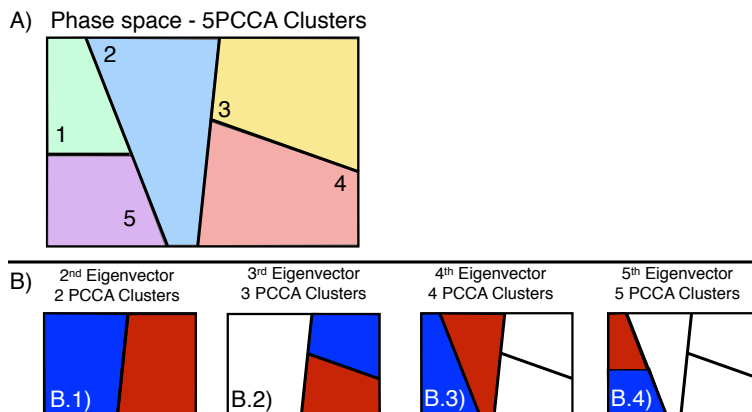 A) Phase space - 5PCCA Clusters
2
3
1
4
5
B)
2nd Eigenvector
2 PCCA Clusters
3rd Eigenvector
3 PCCA Clusters
4th Eigenvector
4 PCCA Clusters
5th Eigenvector
5 PCCA Clusters
B.1)
B.2)
B.3)
B.4)